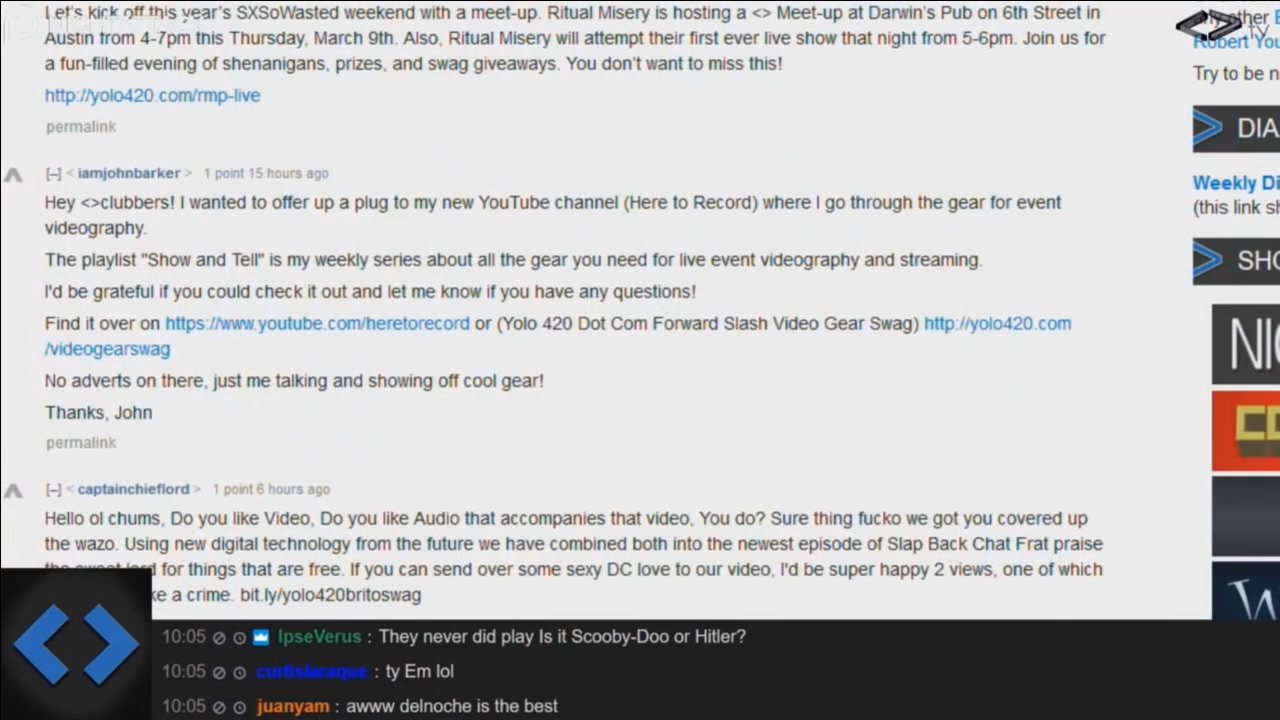 Let's kick off this year's SXSoWasted weekend with a meet-up. Ritual Misery is hosting a <> Meet-up at Darwin's Pub on 6th Street in
Austin from 4-7pm this Thursday, March 9th. Also, Ritual Misery will attempt their first ever live show that night from 5-6pm. Join us for
a fun-filled evening of shenanigans, prizes, and swag giveaways. You don't want to miss this!
http://yolo420.com/rmp-live
permalink
[–] < iamjohnbarker > 1 point 15 hours ago
Hey <>clubbers! I wanted to offer up a plug to my new YouTube channel (Here to Record) where I go through the gear for event
videography.
The playlist "Show and Tell" is my weekly series about all the gear you need for live event videography and streaming.
I'd be grateful if you could check it out and let me know if you have any questions!
Find it over on https://www.youtube.com/heretorecord or (Yolo 420 Dot Com Forward Slash Video Gear Swag) http://yolo420.com
/videogearswag
No adverts on there, just me talking and showing off cool gear!
Thanks, John
permalink
[–] < captainchieflord > 1 point 6 hours ago
Hello ol chums, Do you like Video, Do you like Audio that accompanies that video, You do? Sure thing fucko we got you covered up
the wazo. Using new digital technology from the future we have combined both into the newest episode of Slap Back Chat Frat praise
the sweet lord for things that are free. If you can send over some sexy DC love to our video, I'd be super happy 2 views, one of which
ke a crime. bit.ly/yolo420britoswag
other
tv
Robert You
Try to be n
DIA
Weekly Di
(this link sh
SHO
NI
10:05 IpseVerus : They never did play Is it Scooby-Doo or Hitler?
10:05 curtislaraque : ty Em lol
10:05 juanyam : awww delnoche is the best